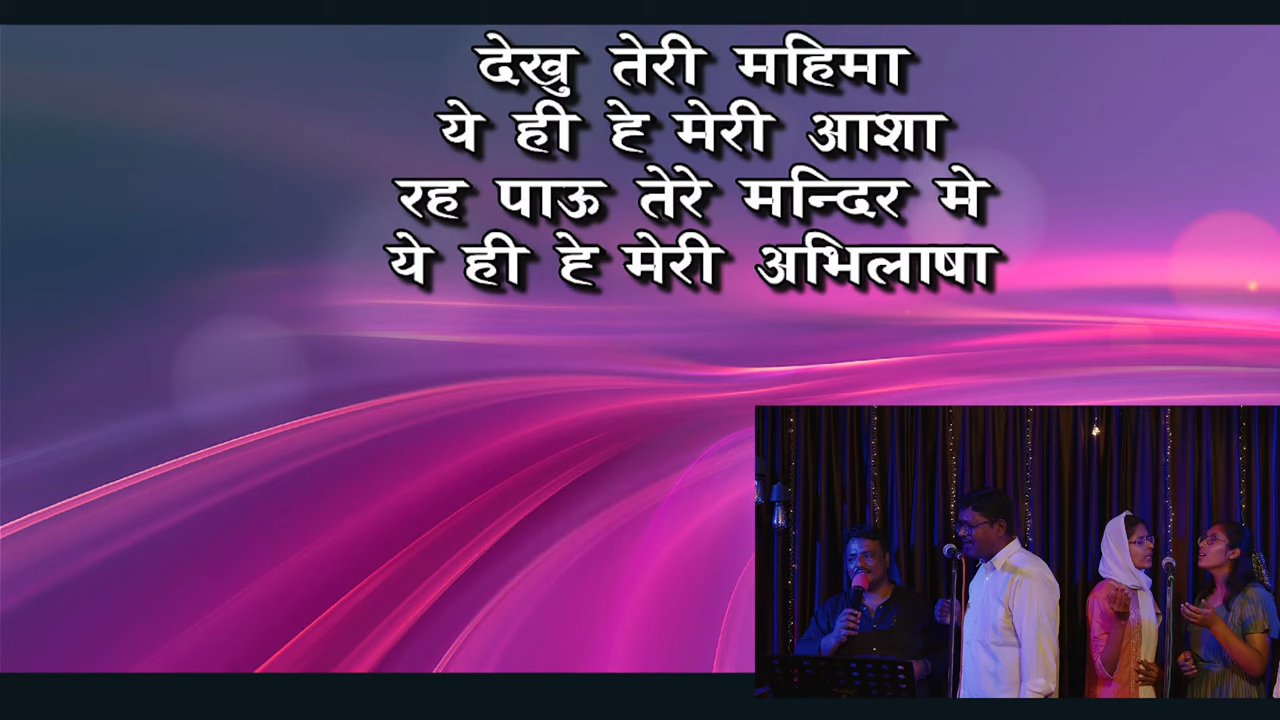 देखु तेरी महिमा
ये ही हे मेरी आशा
रह पाऊ तेरे मन्दिर मे
ये ही हे मेरी अभिलाषा